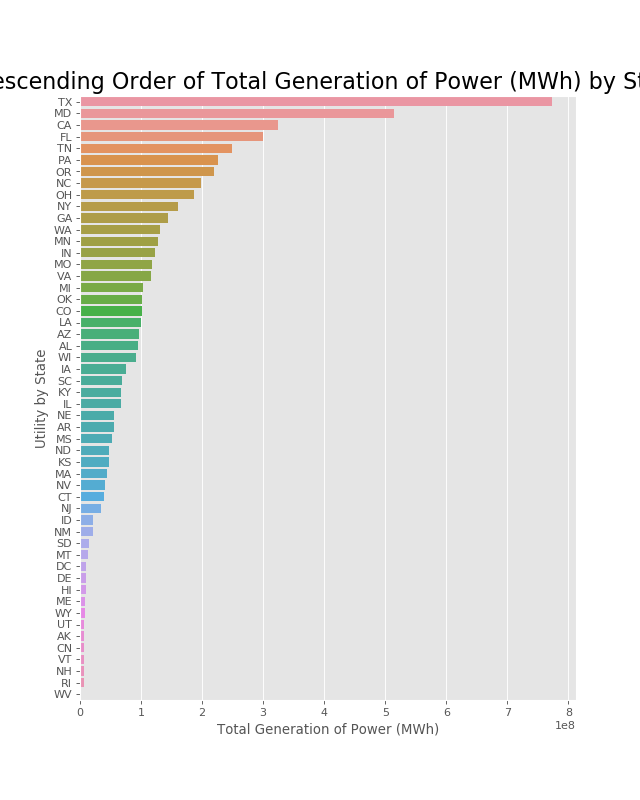 escending Order of Total Generation of Power (MWh) by St
TX
MD
CA
FL
TN
PA
OR
NC
OH
NY
GA
WA
MN
IN
MO
VA
MI
OK
CO
LA
AZ
AL
WI
IA
SC
KY
IL
NE
AR
MS
ND
KS
MA
NV
CT
NJ
ID
NM
SD
MT
DC
DE
HI
ME
WY
UT
AK
CN
VT
NH
RI
WV
Utility by State
0 1 2 3 4 5 6 7 8
1e8
Total Generation of Power (MWh)